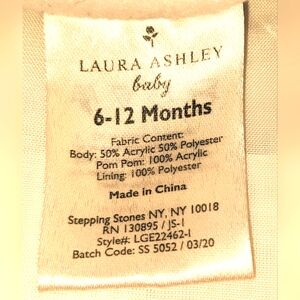 LAURA ASHLEY
baby
6-12 Months
Fabric Content:
Body: 50% Acrylic 50% Polyester
Pom Pom: 100% Acrylic
Lining: 100% Polyester
Made in China
Stepping Stones NY, NY 10018
RN 130895 / JS-1
Style#: LGE22462-1
Batch Code: SS 5052 / 03/20